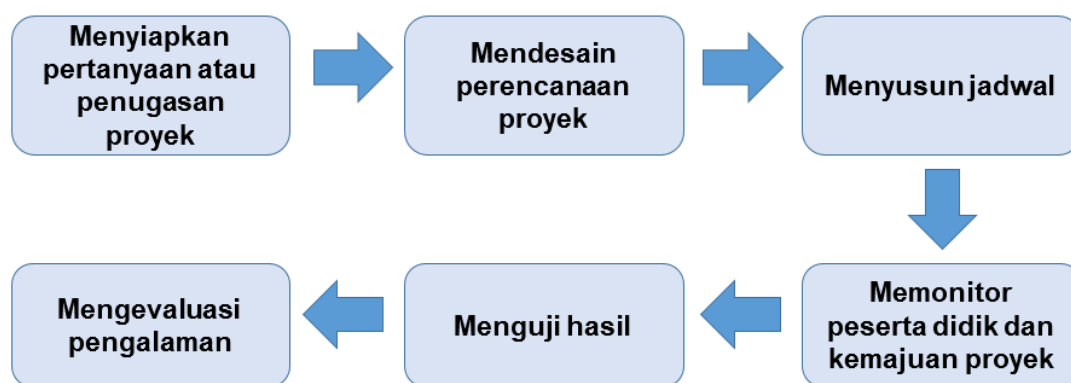 Menyiapkan
pertanyaan atau
penugasan
proyek
Mendesain
perencanaan
proyek
Menyusun jadwal
Memonitor
peserta didik dan
kemajuan proyek
Menguji hasil
Mengevaluasi
pengalaman